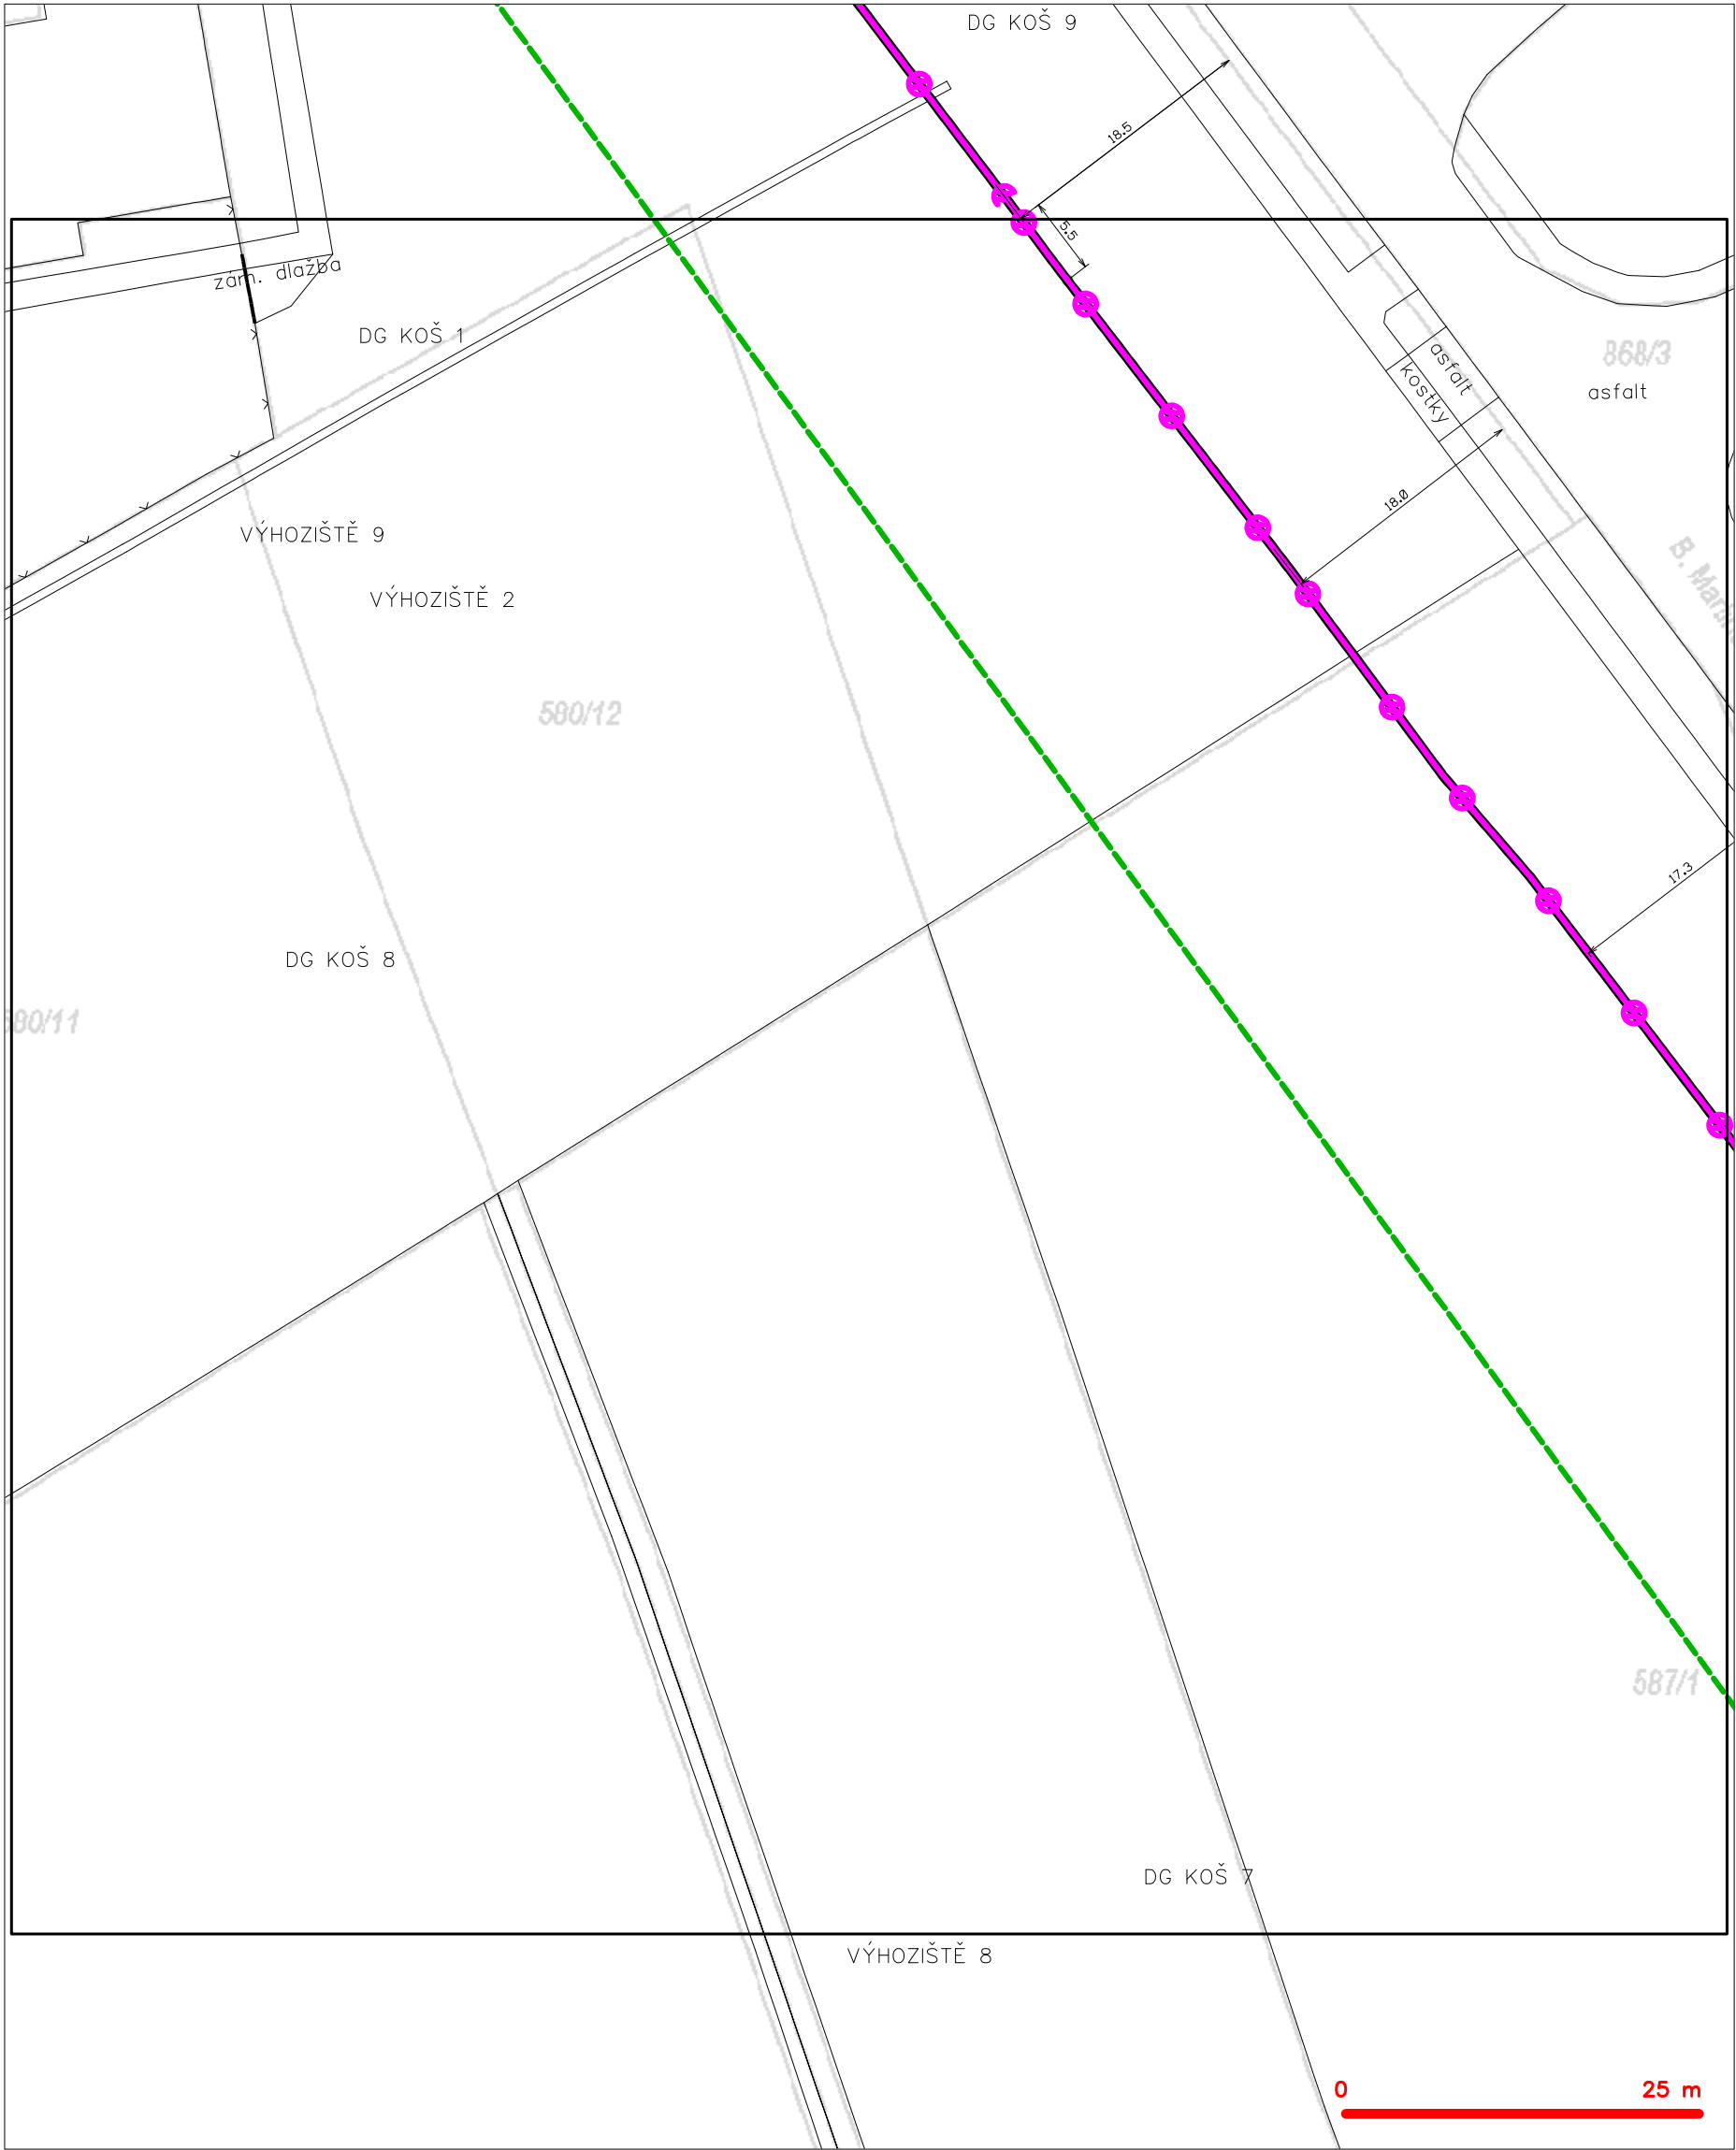 DG KOŠ 9
18.5
5.5
zám. dlažba
DG KOŠ 1
868/3
asfalt
asfalt
kostky
18.0
VÝHOZIŠTĚ 9
VÝHOZIŠTĚ 2
580/12
17.3
DG KOŠ 8
580/11
587/1
DG KOŠ 7
VÝHOZIŠTĚ 8
0 25 m